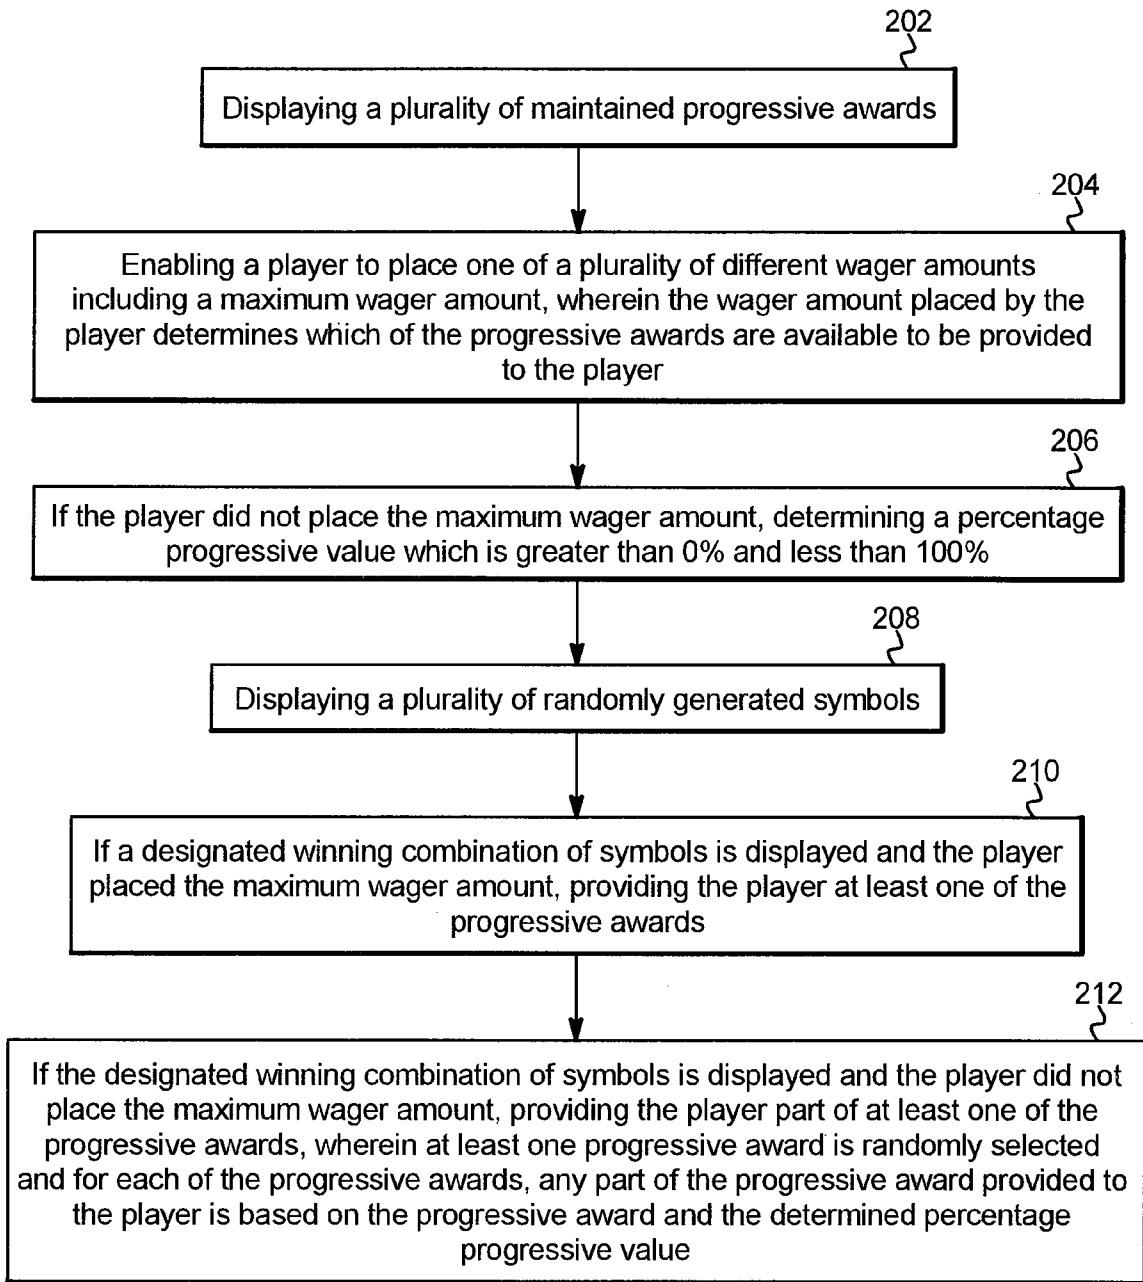 202
Displaying a plurality of maintained progressive awards
204
Enabling a player to place one of a plurality of different wager amounts
including a maximum wager amount, wherein the wager amount placed by the
player determines which of the progressive awards are available to be provided
to the player
206
If the player did not place the maximum wager amount, determining a percentage
progressive value which is greater than 0% and less than 100%
208
Displaying a plurality of randomly generated symbols
210
If a designated winning combination of symbols is displayed and the player
placed the maximum wager amount, providing the player at least one of the
progressive awards
212
If the designated winning combination of symbols is displayed and the player did not
place the maximum wager amount, providing the player part of at least one of the
progressive awards, wherein at least one progressive award is randomly selected
and for each of the progressive awards, any part of the progressive award provided to
the player is based on the progressive award and the determined percentage
progressive value